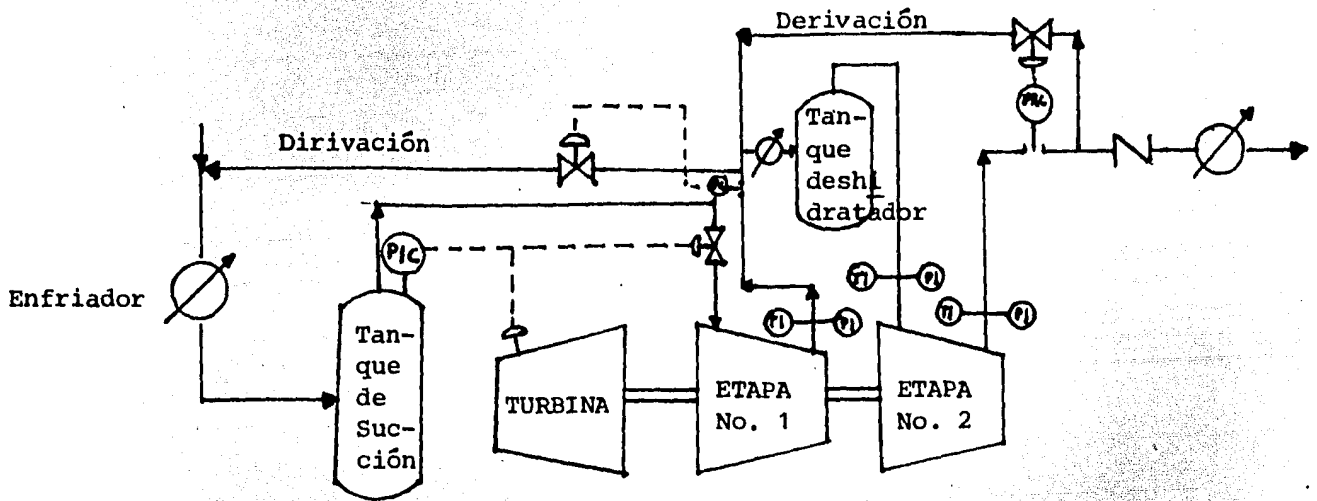 Derivación
Dirivación
PRC
Tan-
que
deshi
dratador
PIC
Enfriador
TI
PI
TI
PI
TI
PI
Tan-
que
de
Suc-
ción
TURBINA
ETAPA
No. 1
ETAPA
No. 2